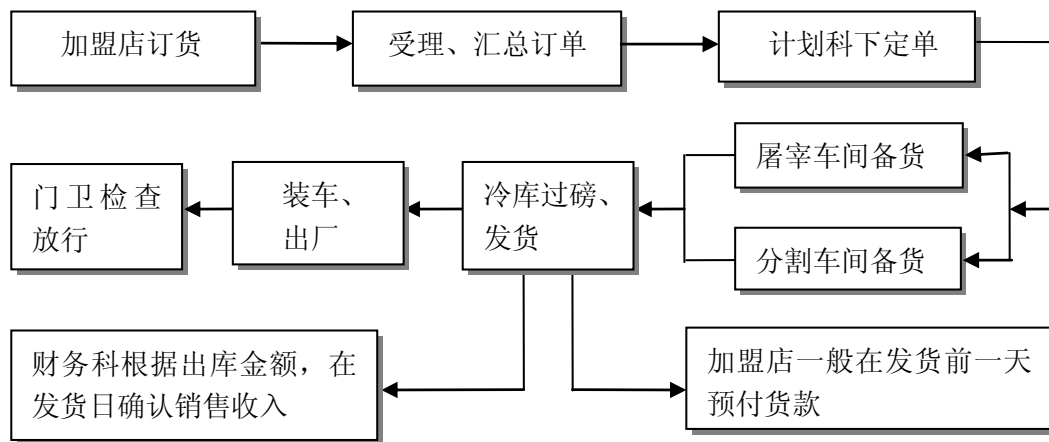 加盟店订货
受理、汇总订单
计划科下定单
屠宰车间备货
分割车间备货
冷库过磅、
发货
装车、
出厂
门卫检查
放行
财务科根据出库金额，在
发货日确认销售收入
加盟店一般在发货前一天
预付货款